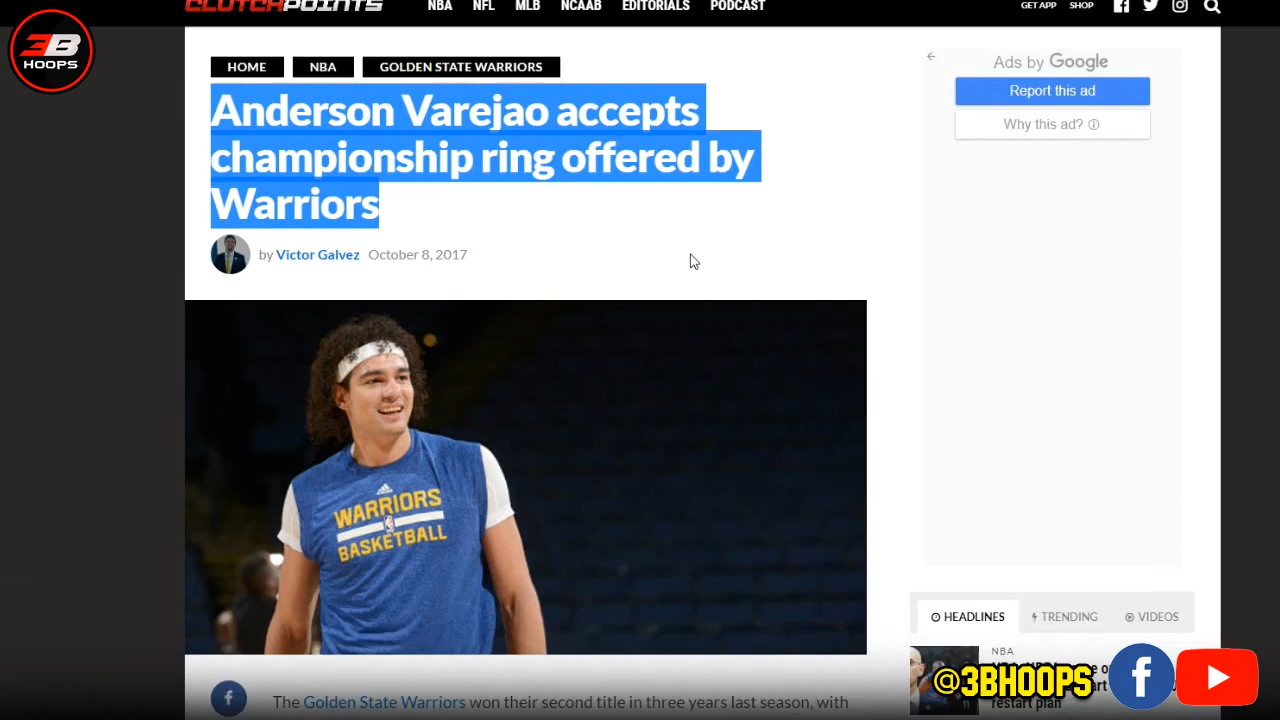 CLUTCHPOINTS
NBA NFL MLB NCAAB EDITORIALS PODCAST
GET APP SHOP
3B
HOOPS
HOME NBA GOLDEN STATE WARRIORS
Anderson Varejao accepts
championship ring offered by
Warriors
by Victor Galvez October 8, 2017
Ads by Google
Report this ad
Why this ad?
WARRIORS
BASKETBALL
HEADLINES TRENDING VIDEOS
NBA
restart plan
@3BHOOPS
The Golden State Warriors won their second title in three years last season, with